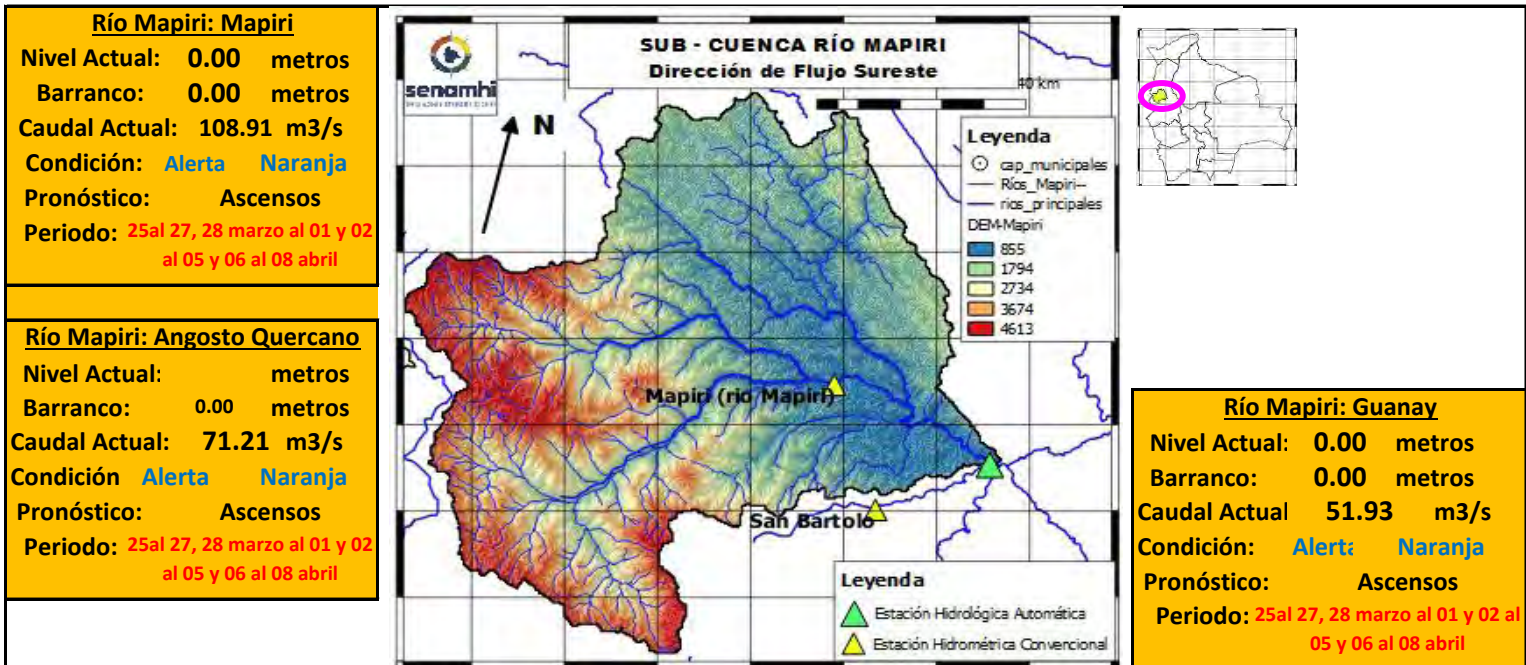 Río Mapiri: Mapiri
Nivel Actual: 0.00 metros
Barranco: 0.00 metros
Caudal Actual: 108.91 m3/s
Condición: Alerta Naranja
Pronóstico: Ascensos
Periodo: 25al 27, 28 marzo al 01 y 02
al 05 y 06 al 08 abril
Río Mapiri: Angosto Quercano
Nivel Actual: metros
Barranco: 0.00 metros
Caudal Actual: 71.21 m3/s
Condición Alerta Naranja
Pronóstico: Ascensos
Periodo: 25al 27, 28 marzo al 01 y 02
al 05 y 06 al 08 abril
senamhi
SUB - CUENCA RÍO MAPIRI
Dirección de Flujo Sureste
40 km
N
Leyenda
cap_municipales
Ríos_Mapiri--
rios_principales
DEM-Mapiri
855
1794
2734
3674
4613
Mapiri (rio Mapiri)
San Bartolo
Leyenda
Estación Hidrológica Automática
Estación Hidrométrica Convencional
Río Mapiri: Guanay
Nivel Actual: 0.00 metros
Barranco: 0.00 metros
Caudal Actual 51.93 m3/s
Condición: Alerta Naranja
Pronóstico: Ascensos
Periodo: 25al 27, 28 marzo al 01 y 02 al
05 y 06 al 08 abril